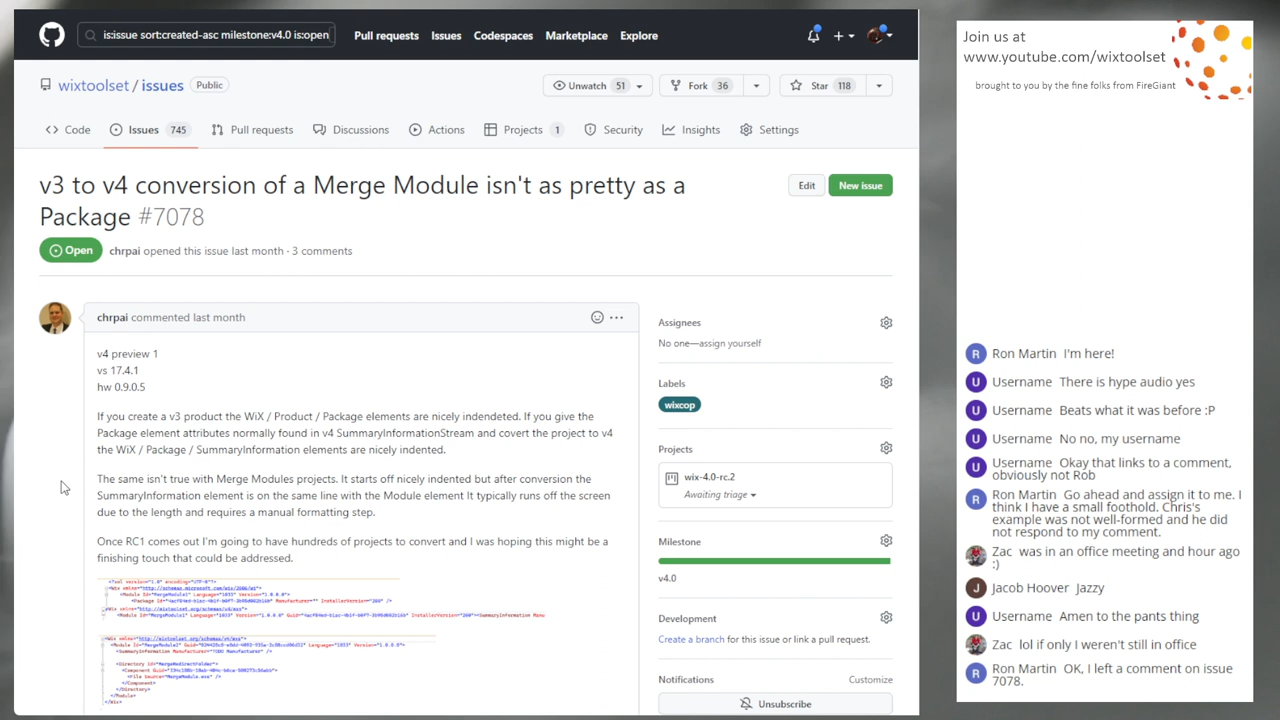 is:issue sort:created-asc milestone:v4.0 is:open
Pull requests Issues Codespaces Marketplace Explore
wixtoolset / issues Public
Unwatch 51 Fork 36 Star 118
Code Issues 745 Pull requests Discussions Actions Projects 1 Security Insights Settings
v3 to v4 conversion of a Merge Module isn't as pretty as a
Package #7078
Edit New issue
Open chrpai opened this issue last month · 3 comments
chrpai commented last month
v4 preview 1
vs 17.4.1
hw 0.9.0.5
If you create a v3 product the WiX / Product / Package elements are nicely indendeted. If you give the
Package element attributes normally found in v4 SummaryInformationStream and covert the project to v4
the WiX / Package / SummaryInformation elements are nicely indented.
The same isn't true with Merge Modules projects. It starts off nicely indented but after conversion the
SummaryInformation element is on the same line with the Module element It typically runs off the screen
due to the length and requires a manual formatting step.
Once RC1 comes out I'm going to have hundreds of projects to convert and I was hoping this might be a
finishing touch that could be addressed.
Assignees
No one—assign yourself
Labels
wixcop
Projects
wix-4.0-rc.2
Awaiting triage
Milestone
v4.0
Development
Create a branch for this issue or link a pull
Notifications Customize
Unsubscribe
Join us at
www.youtube.com/wixtoolset
brought to you by the fine folks from FireGiant
R Ron Martin I'm here!
U Username There is hype audio yes
U Username Beats what it was before :P
U Username No no, my username
U Username Okay that links to a comment,
obviously not Rob
R Ron Martin Go ahead and assign it to me. I
think I have a small foothold. Chris's
example was not well-formed and he did
not respond to my comment.
Zac was in an office meeting and hour ago
:)
J Jacob Hoover Jazzy
U Username Amen to the pants thing
Zac lol if only I weren't still in office
R Ron Martin OK, I left a comment on issue
7078.